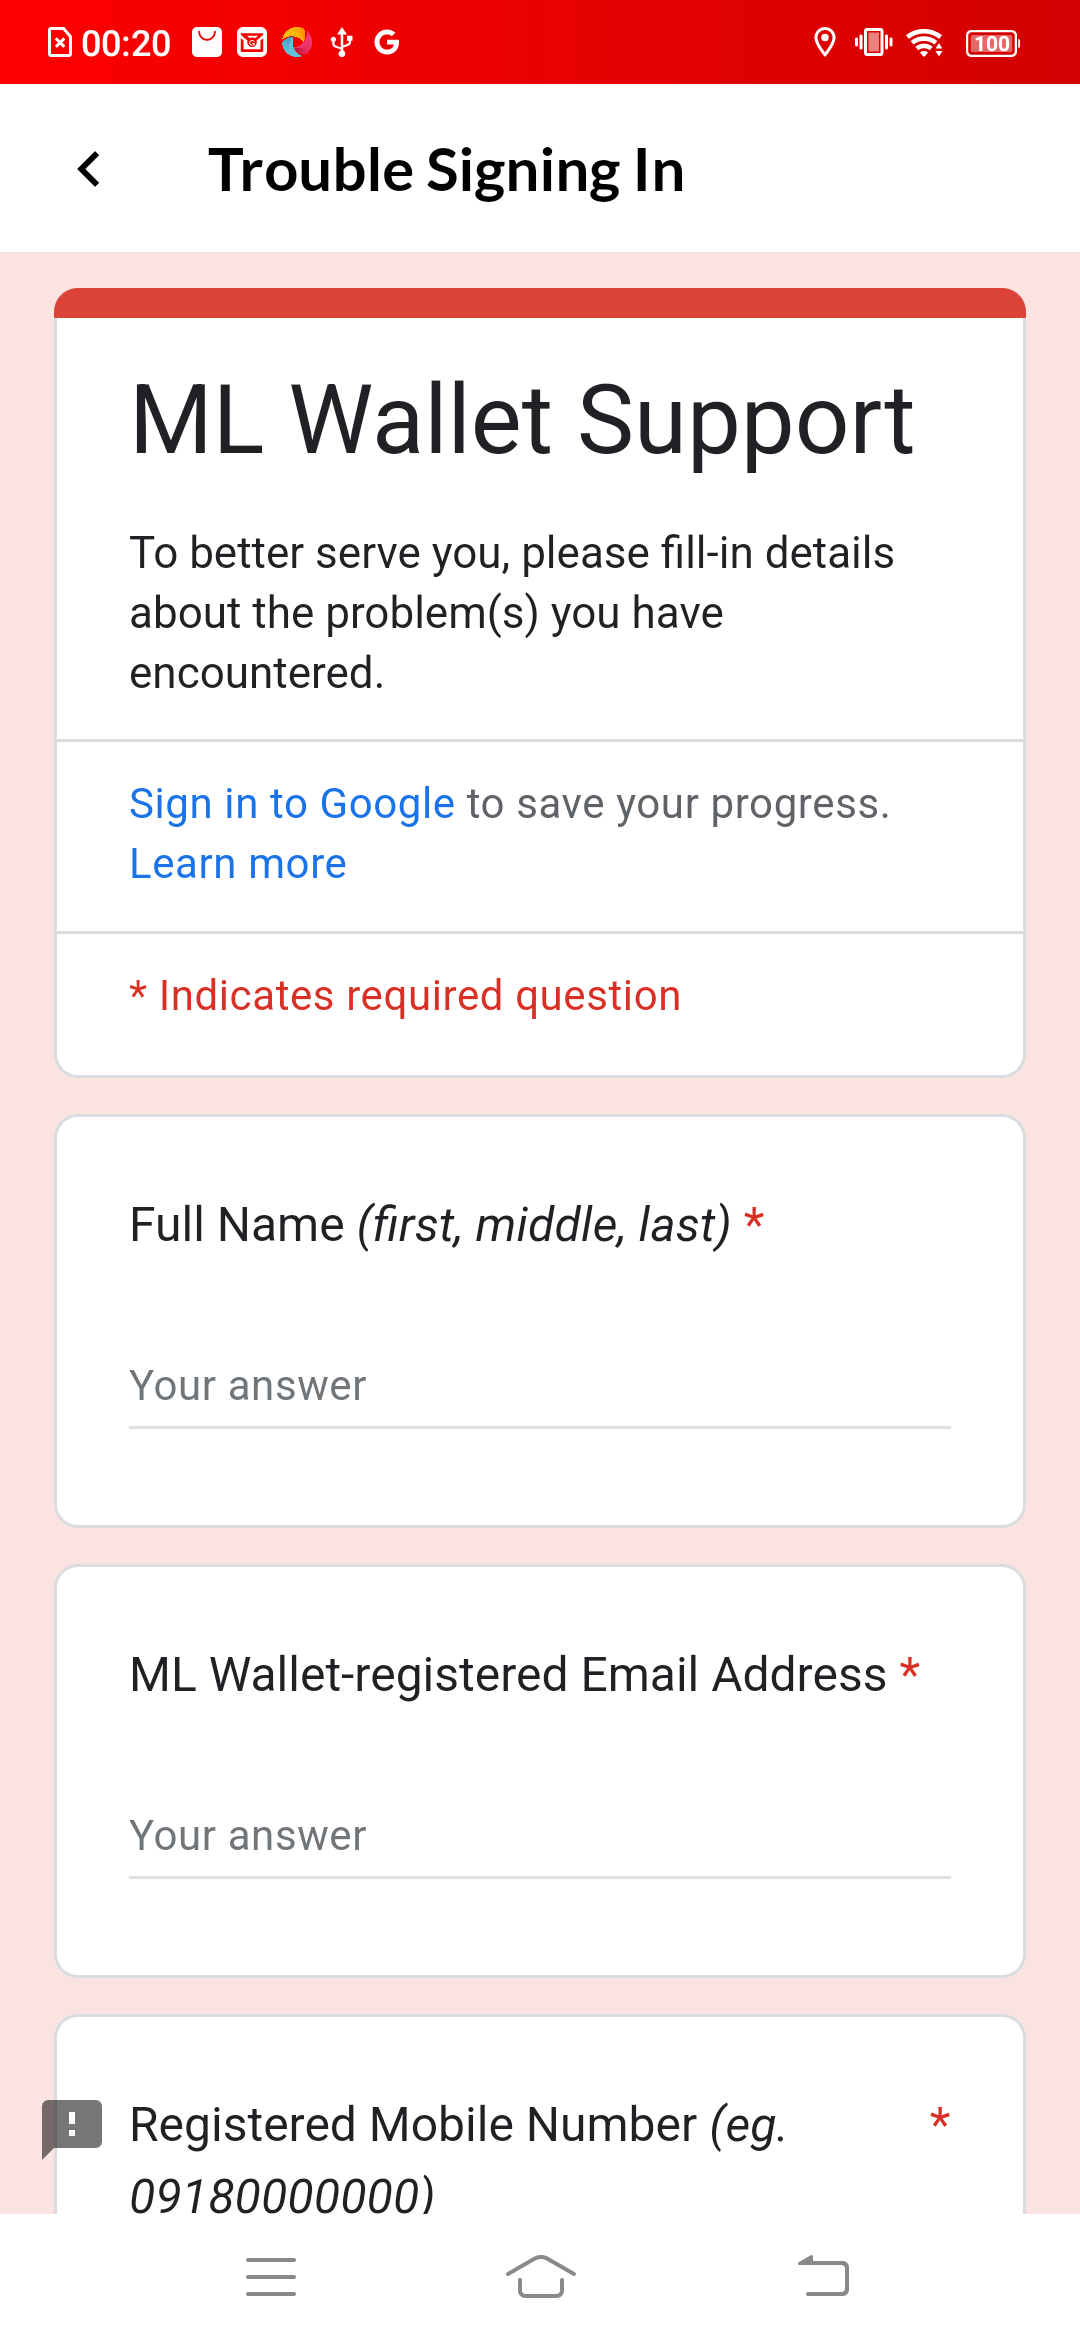 00:20
100
Trouble Signing In
ML Wallet Support
To better serve you, please fill-in details
about the problem(s) you have
encountered.
Sign in to Google to save your progress.
Learn more
* Indicates required question
Full Name (first, middle, last) *
Your answer
ML Wallet-registered Email Address *
Your answer
Registered Mobile Number (eg. *
09180000000)